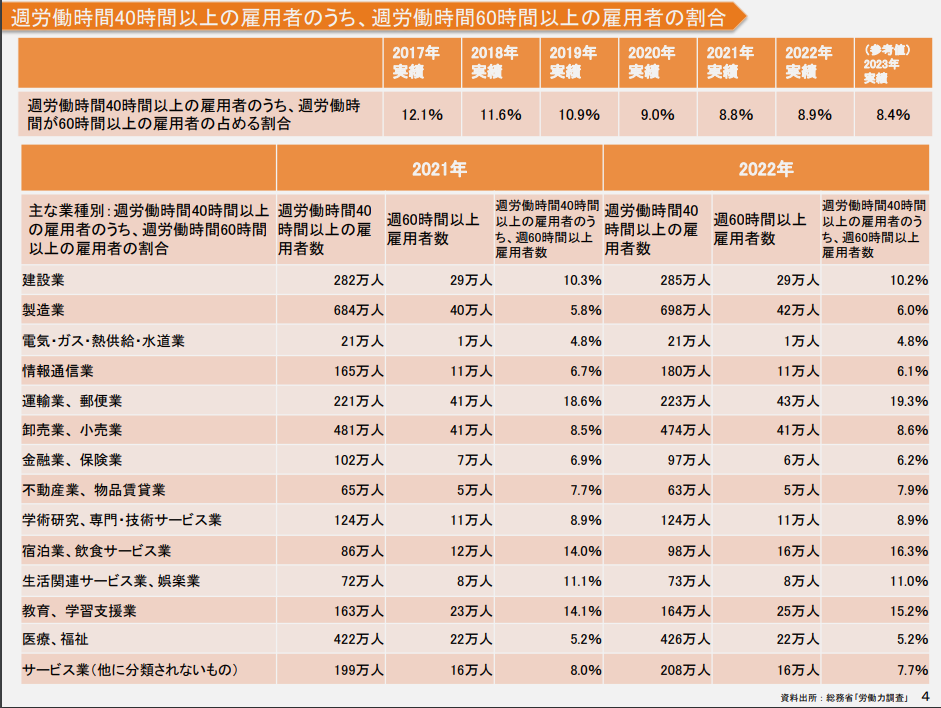 週労働時間40時間以上の雇用者のうち、週労働時間60時間以上の雇用者の割合
2017年 2018年 2019年 2020年 2021年 2022年 (参考値)
実績 実績 実績 実績 実績 実績 2023年
実績
週労働時間40時間以上の雇用者のうち、週労働時
間が60時間以上の雇用者の占める割合
12.1% 11.6% 10.9% 9.0% 8.8% 8.9% 8.4%
2021年 2022年
主な業種別:週労働時間40時間以上
の雇用者のうち、週労働時間60時間
以上の雇用者の割合
週労働時間40
時間以上の雇
用者数
週60時間以上
雇用者数
週労働時間40時間
以上の雇用者のう
ち、週60時間以上
雇用者数
週労働時間40
時間以上の雇
用者数
週60時間以上
雇用者数
週労働時間40時間
以上の雇用者のう
ち、週60時間以上
雇用者数
建設業 282万人 29万人 10.3% 285万人 29万人 10.2%
製造業 684万人 40万人 5.8% 698万人 42万人 6.0%
電気・ガス・熱供給・水道業 21万人 1万人 4.8% 21万人 1万人 4.8%
情報通信業 165万人 11万人 6.7% 180万人 11万人 6.1%
運輸業、郵便業 221万人 41万人 18.6% 223万人 43万人 19.3%
卸売業、小売業 481万人 41万人 8.5% 474万人 41万人 8.6%
金融業、保険業 102万人 7万人 6.9% 97万人 6万人 6.2%
不動産業、物品賃貸業 65万人 5万人 7.7% 63万人 5万人 7.9%
学術研究、専門・技術サービス業 124万人 11万人 8.9% 124万人 11万人 8.9%
宿泊業、飲食サービス業 86万人 12万人 14.0% 98万人 16万人 16.3%
生活関連サービス業、娯楽業 72万人 8万人 11.1% 73万人 8万人 11.0%
教育、学習支援業 163万人 23万人 14.1% 164万人 25万人 15.2%
医療、福祉 422万人 22万人 5.2% 426万人 22万人 5.2%
サービス業(他に分類されないもの) 199万人 16万人 8.0% 208万人 16万人 7.7%
資料出所:総務省「労働力調査」 4